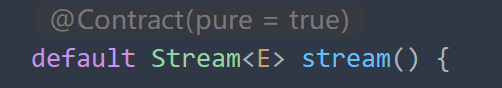 @Contract(pure = true)
default Stream<E> stream() {